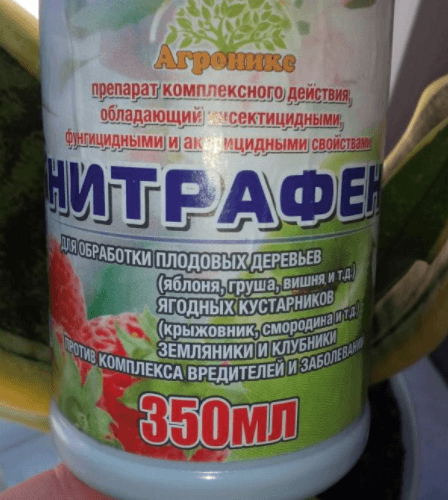 Агроникс
препарат комплексного действия,
обладающий инсектицидными,
фунгицидными и акарицидными свойствами
НИТРАФЕН
ДЛЯ ОБРАБОТКИ ПЛОДОВЫХ ДЕРЕВЬЕВ
(яблоня, груша, вишня, и т.д.)
ЯГОДНЫХ КУСТАРНИКОВ
(крыжовник, смородина и т.д.)
ЗЕМЛЯНИКИ И КЛУБНИКИ
ПРОТИВ КОМПЛЕКСА ВРЕДИТЕЛЕЙ И ЗАБОЛЕВАНИЙ
350МЛ